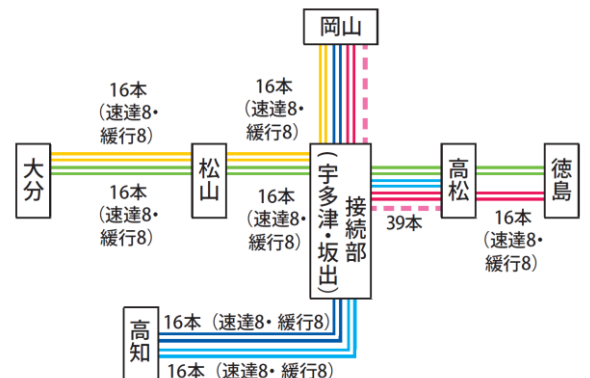 岡山
16本
（速達8・
緩行8）
16本
（速達8・
緩行8）
大分
松山
接続部
（宇多津・坂出）
高松
徳島
16本
（速達8・
緩行8）
16本
（速達8・
緩行8）
39本
16本
（速達8・
緩行8）
高知
16本（速達8・緩行8）
16本（速達8・緩行8）